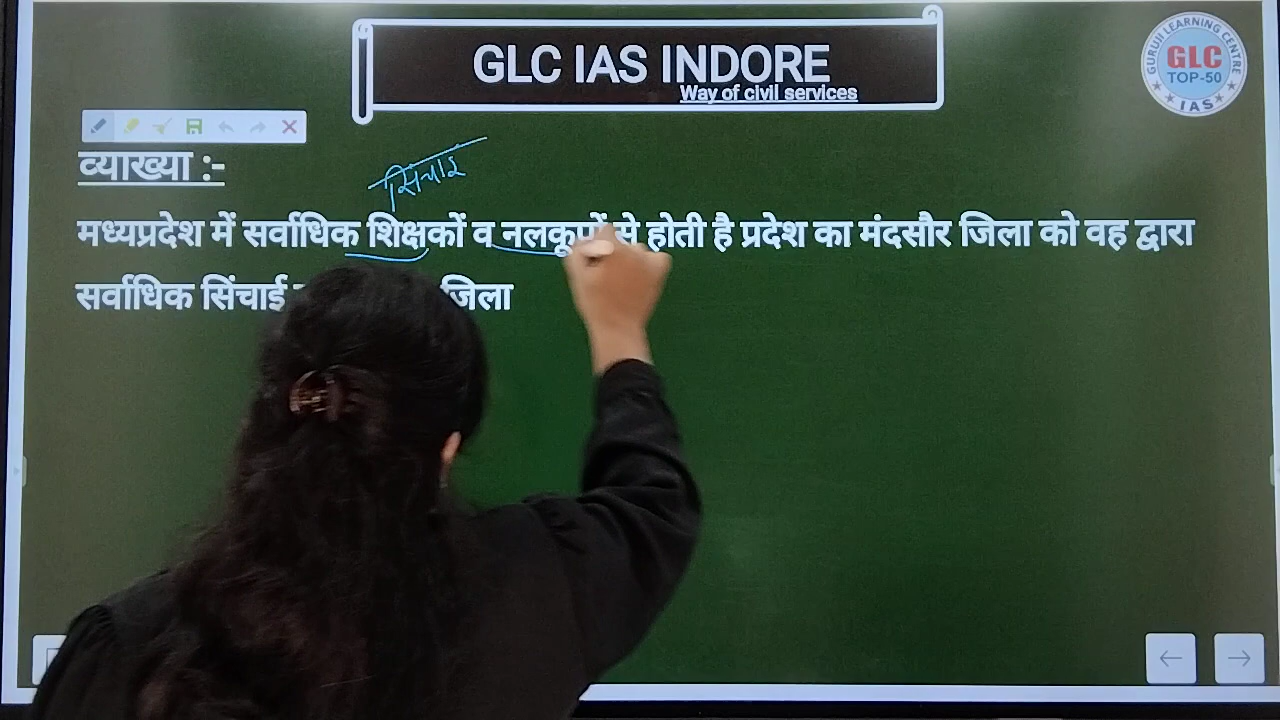 GLC IAS INDORE
Way of civil services
GURUJI LEARNING CENTRE
GLC
TOP-50
IAS
व्याख्या :-
सिंचाई
मध्यप्रदेश में सर्वाधिक शिक्षकों व नलकूपों से होती है प्रदेश का मंदसौर जिला को वह द्वारा
सर्वाधिक सिंचाई जिला